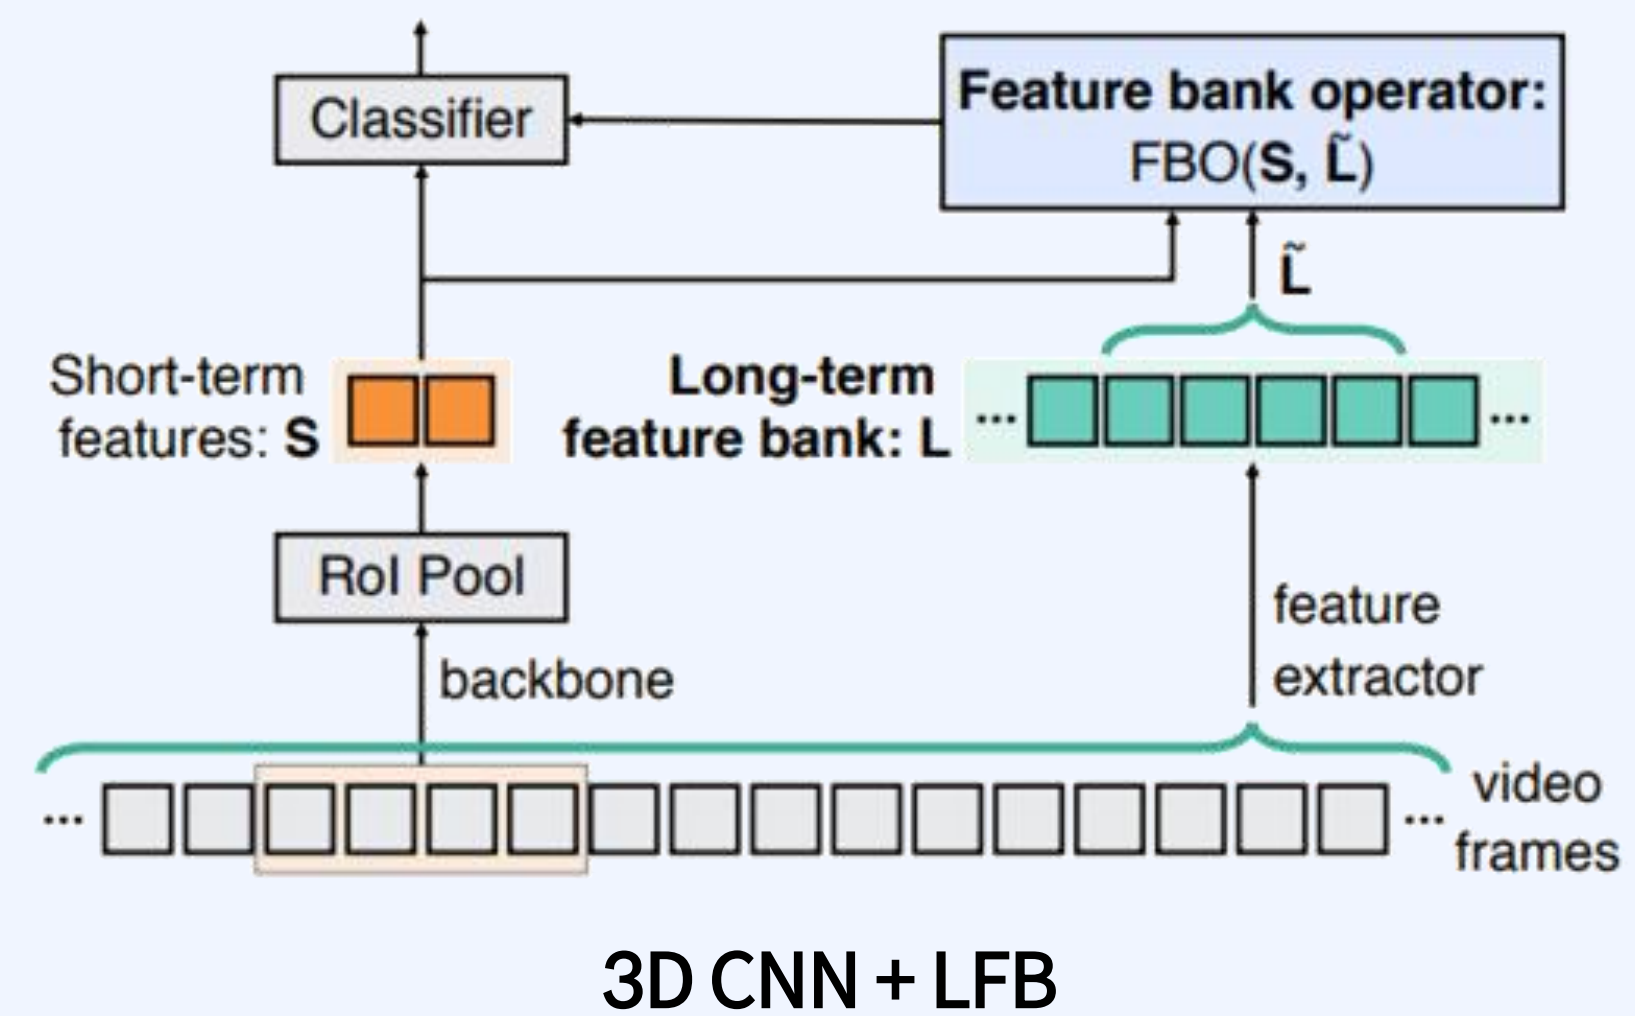 Classifier
Feature bank operator:
FBO(S, L̃)
L̃
Short-term
features: S
Long-term
feature bank: L
...
...
RoI Pool
feature
extractor
backbone
...
...
video
frames
3D CNN + LFB